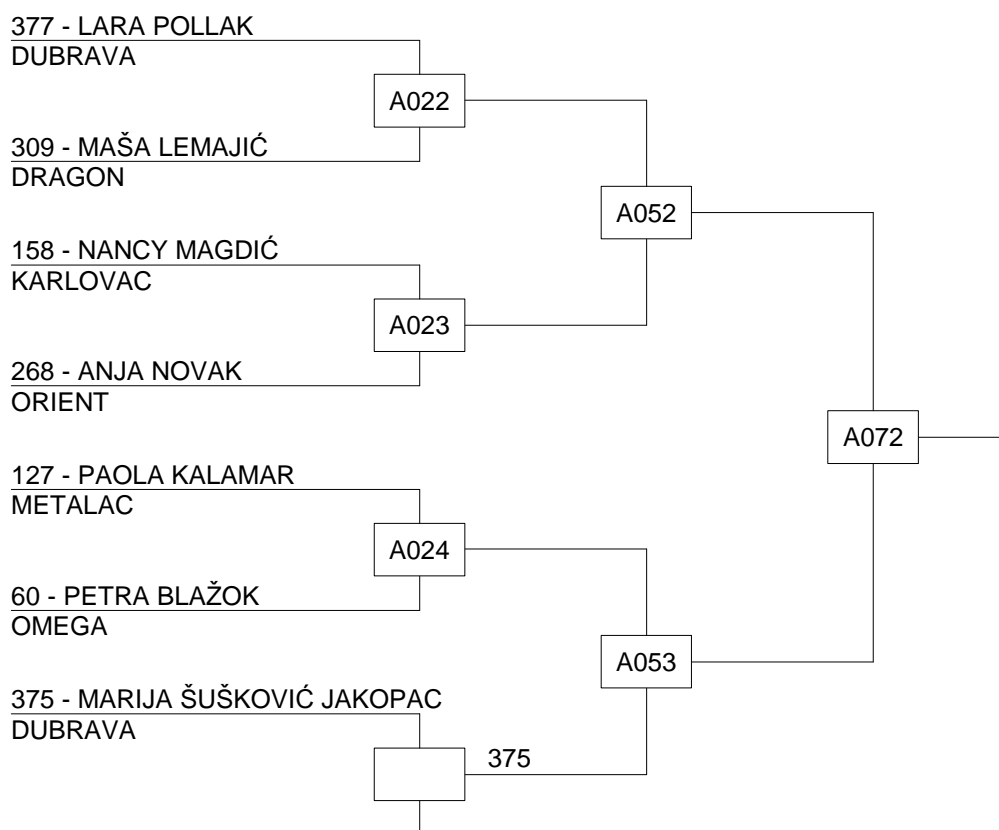 377 - LARA POLLAK
DUBRAVA
A022
309 - MAŠA LEMAJIĆ
DRAGON
A052
158 - NANCY MAGDIĆ
KARLOVAC
A023
268 - ANJA NOVAK
ORIENT
A072
127 - PAOLA KALAMAR
METALAC
A024
60 - PETRA BLAŽOK
OMEGA
A053
375 - MARIJA ŠUŠKOVIĆ JAKOPAC
DUBRAVA
375